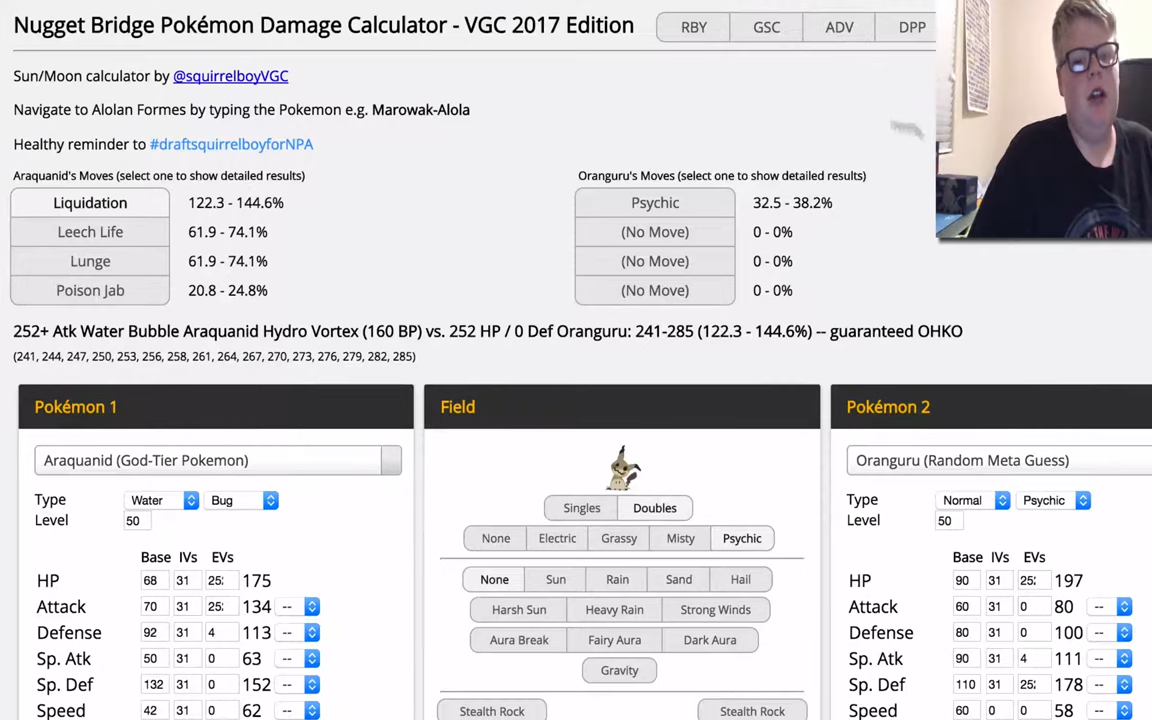 Nugget Bridge Pokémon Damage Calculator - VGC 2017 Edition
RBY GSC ADV DPP
Sun/Moon calculator by @squirrelboyVGC
Navigate to Alolan Formes by typing the Pokemon e.g. Marowak-Alola
Healthy reminder to #draftsquirrelboyforNPA
Araquanid's Moves (select one to show detailed results)
Liquidation 122.3 - 144.6%
Leech Life 61.9 - 74.1%
Lunge 61.9 - 74.1%
Poison Jab 20.8 - 24.8%
Oranguru's Moves (select one to show detailed results)
Psychic 32.5 - 38.2%
(No Move) 0 - 0%
(No Move) 0 - 0%
(No Move) 0 - 0%
252+ Atk Water Bubble Araquanid Hydro Vortex (160 BP) vs. 252 HP / 0 Def Oranguru: 241-285 (122.3 - 144.6%) -- guaranteed OHKO
(241, 244, 247, 250, 253, 256, 258, 261, 264, 267, 270, 273, 276, 279, 282, 285)
Pokémon 1
Araquanid (God-Tier Pokemon)
Type Water Bug
Level 50
Base IVs EVs
HP 68 31 25: 175
Attack 70 31 25: 134 --
Defense 92 31 4 113 --
Sp. Atk 50 31 0 63 --
Sp. Def 132 31 0 152 --
Speed 42 31 0 62 --
Field
Singles Doubles
None Electric Grassy Misty Psychic
None Sun Rain Sand Hail
Harsh Sun Heavy Rain Strong Winds
Aura Break Fairy Aura Dark Aura
Gravity
Stealth Rock Stealth Rock
Pokémon 2
Oranguru (Random Meta Guess)
Type Normal Psychic
Level 50
Base IVs EVs
HP 90 31 25: 197
Attack 60 31 0 80 --
Defense 80 31 0 100 --
Sp. Atk 90 31 4 111 --
Sp. Def 110 31 25: 178 --
Speed 60 0 0 58 --